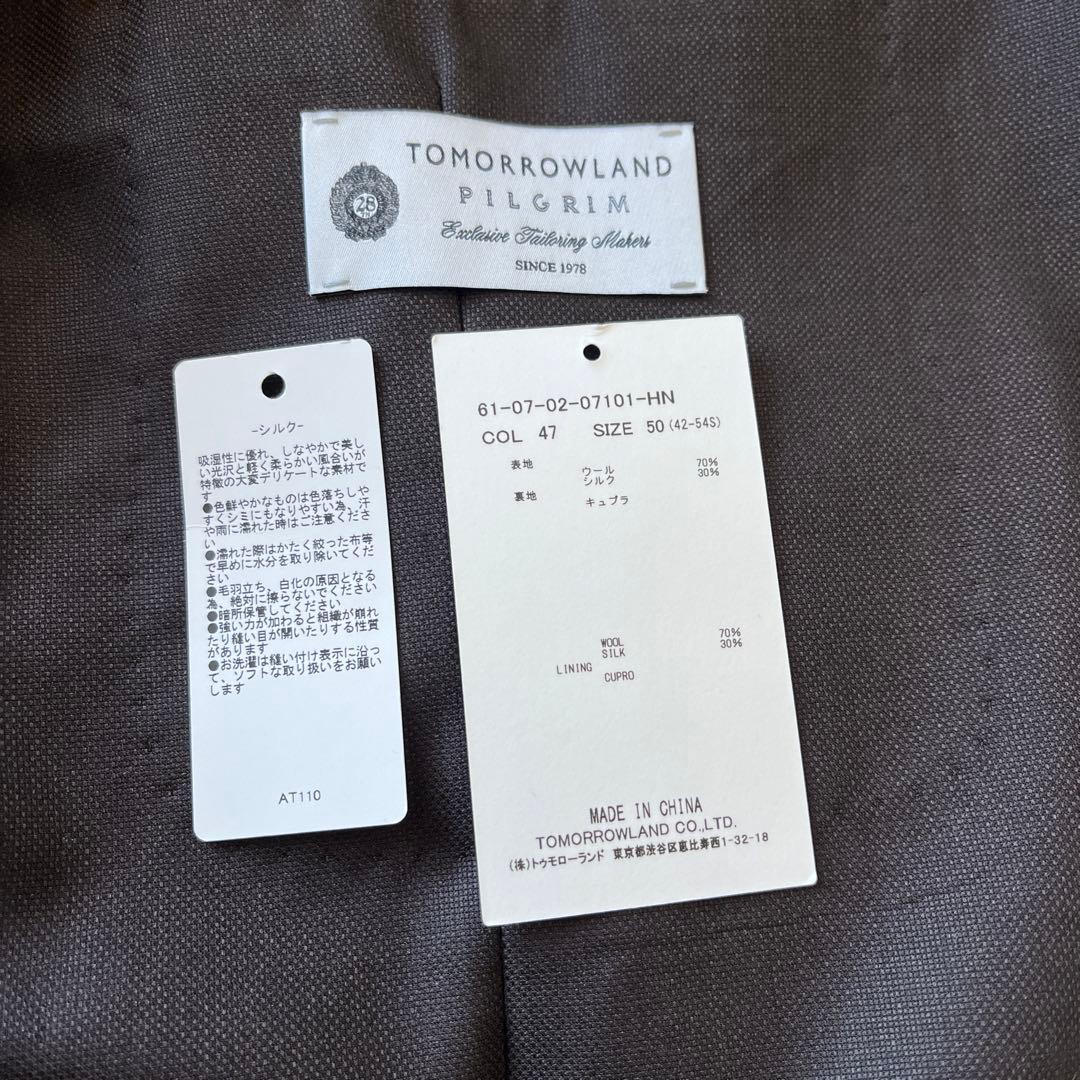 TOMORROWLAND
PILGRIM
Exclusive Tailoring Makers
SINCE 1978
28
-シルク-
吸湿性に優れ、しなやかで美し
い光沢と軽く柔らかい風合いが
特徴の大変デリケートな素材で
す
●色鮮やかなものは色落ちしや
すくシミにもなりやすい為、汗
や雨に濡れた時はご注意くださ
い
●濡れた際はかたく絞った布等
で早めに水分を取り除いてくだ
さい
●毛羽立ち、白化の原因となる
為、絶対に擦らないでください
●暗所保管してください
●強い力が加わると組織が崩れ
たり縫い目が開いたりする性質
があります
●お洗濯は縫い付け表示に沿っ
て、ソフトな取り扱いをお願い
します
AT110
61-07-02-07101-HN
COL 47 SIZE 50 (42-54S)
表地 ウール 70%
シルク 30%
裏地 キュプラ
WOOL 70%
SILK 30%
LINING
CUPRO
MADE IN CHINA
TOMORROWLAND CO.,LTD.
(株)トゥモローランド 東京都渋谷区恵比寿西1-32-18